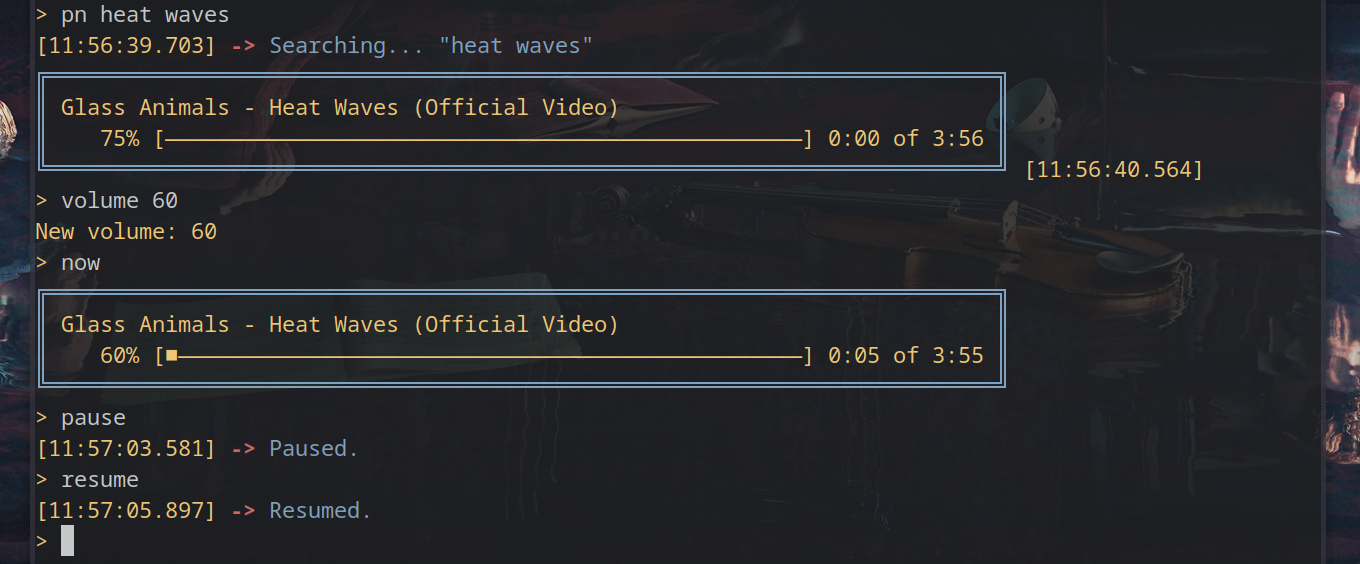 > pn heat waves
[11:56:39.703] -> Searching... "heat waves"
Glass Animals - Heat Waves (Official Video)
75% [─────────────────────────────────────────────────] 0:00 of 3:56
[11:56:40.564]
> volume 60
New volume: 60
> now
Glass Animals - Heat Waves (Official Video)
60% [■────────────────────────────────────────────────] 0:05 of 3:55
> pause
[11:57:03.581] -> Paused.
> resume
[11:57:05.897] -> Resumed.
>